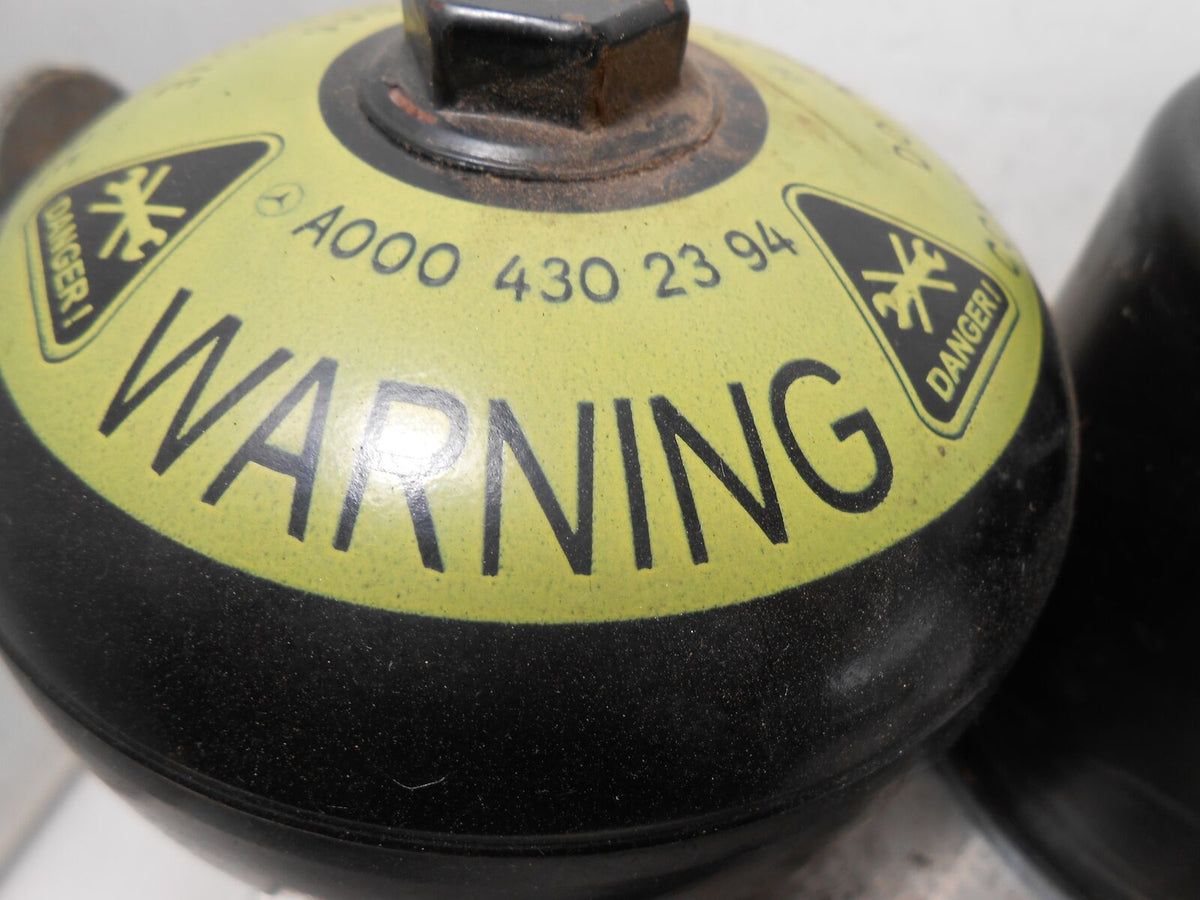 A000 430 23 94
WARNING
DANGER!
DANGER!